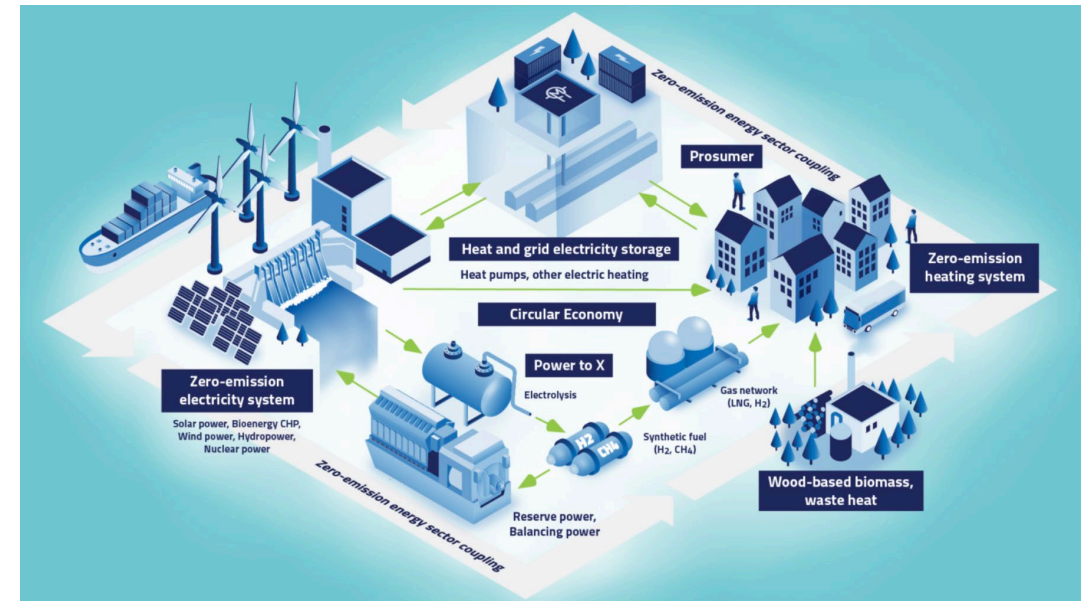 Zero-emission energy sector coupling
Prosumer
Heat and grid electricity storage
Heat pumps, other electric heating
Zero-emission
heating system
Circular Economy
Power to X
Electrolysis
Zero-emission
electricity system
Solar power, Bioenergy CHP,
Wind power, Hydropower,
Nuclear power
Gas network
(LNG, H₂)
H2
CH4
Synthetic fuel
(H₂, CH₄)
Wood-based biomass,
waste heat
Reserve power,
Balancing power
Zero-emission energy sector coupling